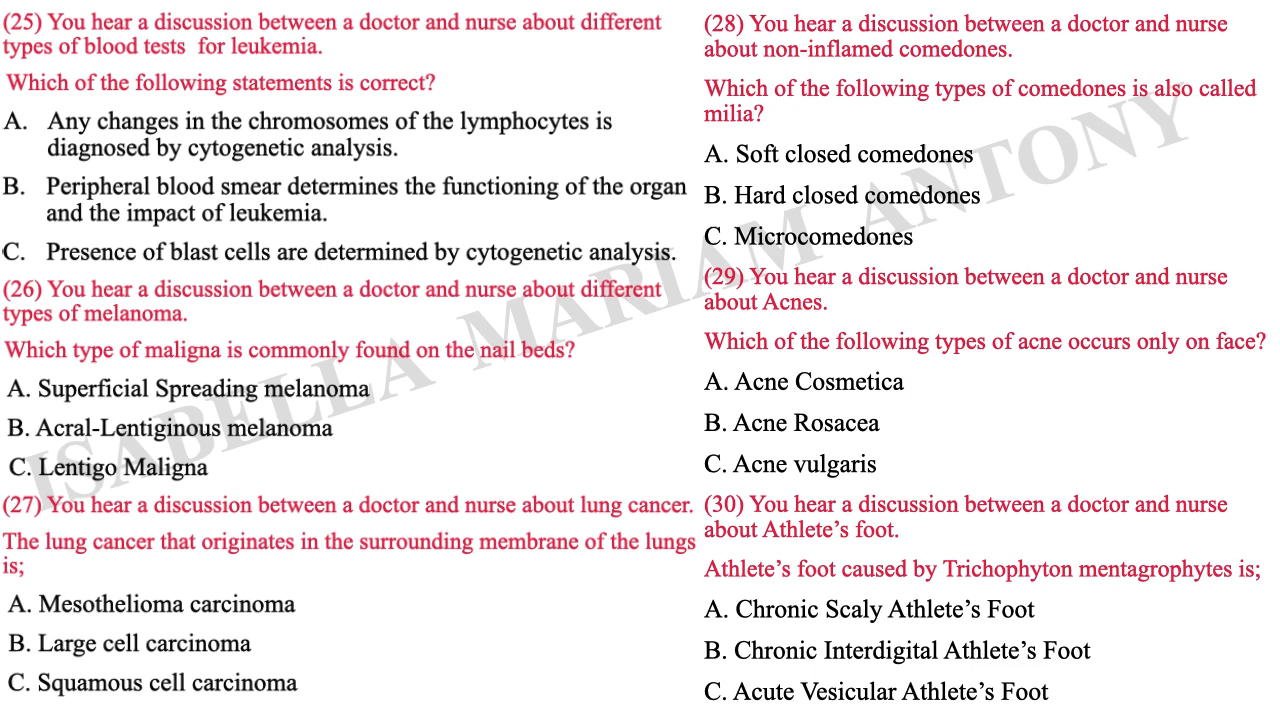 (25) You hear a discussion between a doctor and nurse about different
types of blood tests for leukemia.
Which of the following statements is correct?
A. Any changes in the chromosomes of the lymphocytes is
diagnosed by cytogenetic analysis.
B. Peripheral blood smear determines the functioning of the organ
and the impact of leukemia.
C. Presence of blast cells are determined by cytogenetic analysis.
(26) You hear a discussion between a doctor and nurse about different
types of melanoma.
Which type of maligna is commonly found on the nail beds?
A. Superficial Spreading melanoma
B. Acral-Lentiginous melanoma
C. Lentigo Maligna
(27) You hear a discussion between a doctor and nurse about lung cancer.
The lung cancer that originates in the surrounding membrane of the lungs
is;
A. Mesothelioma carcinoma
B. Large cell carcinoma
C. Squamous cell carcinoma
(28) You hear a discussion between a doctor and nurse
about non-inflamed comedones.
Which of the following types of comedones is also called
milia?
A. Soft closed comedones
B. Hard closed comedones
C. Microcomedones
(29) You hear a discussion between a doctor and nurse
about Acnes.
Which of the following types of acne occurs only on face?
A. Acne Cosmetica
B. Acne Rosacea
C. Acne vulgaris
(30) You hear a discussion between a doctor and nurse
about Athlete's foot.
Athlete's foot caused by Trichophyton mentagrophytes is;
A. Chronic Scaly Athlete's Foot
B. Chronic Interdigital Athlete's Foot
C. Acute Vesicular Athlete's Foot
ISABELLA MARIAM ANTONY